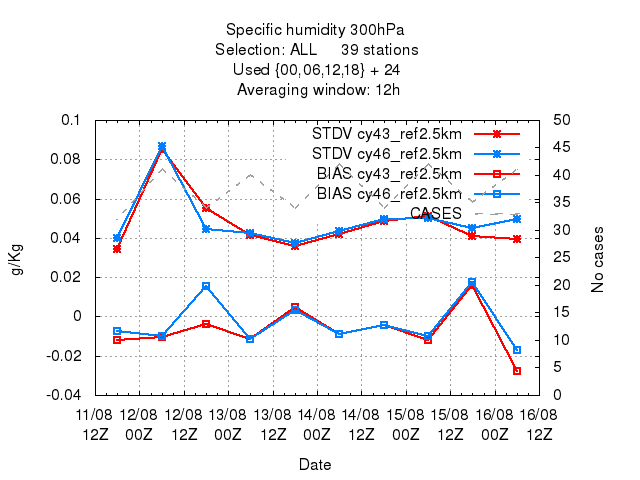 Specific humidity 300hPa
Selection: ALL 39 stations
Used {00,06,12,18} + 24
Averaging window: 12h
STDV cy43_ref2.5km
STDV cy46_ref2.5km
BIAS cy43_ref2.5km
BIAS cy46_ref2.5km
CASES
g/Kg
0.1
0.08
0.06
0.04
0.02
0
-0.02
-0.04
No cases
50
45
40
35
30
25
20
15
10
5
0
11/08 12/08 12/08 13/08 13/08 14/08 14/08 15/08 15/08 16/08 16/08
12Z 00Z 12Z 00Z 12Z 00Z 12Z 00Z 12Z 00Z 12Z
Date